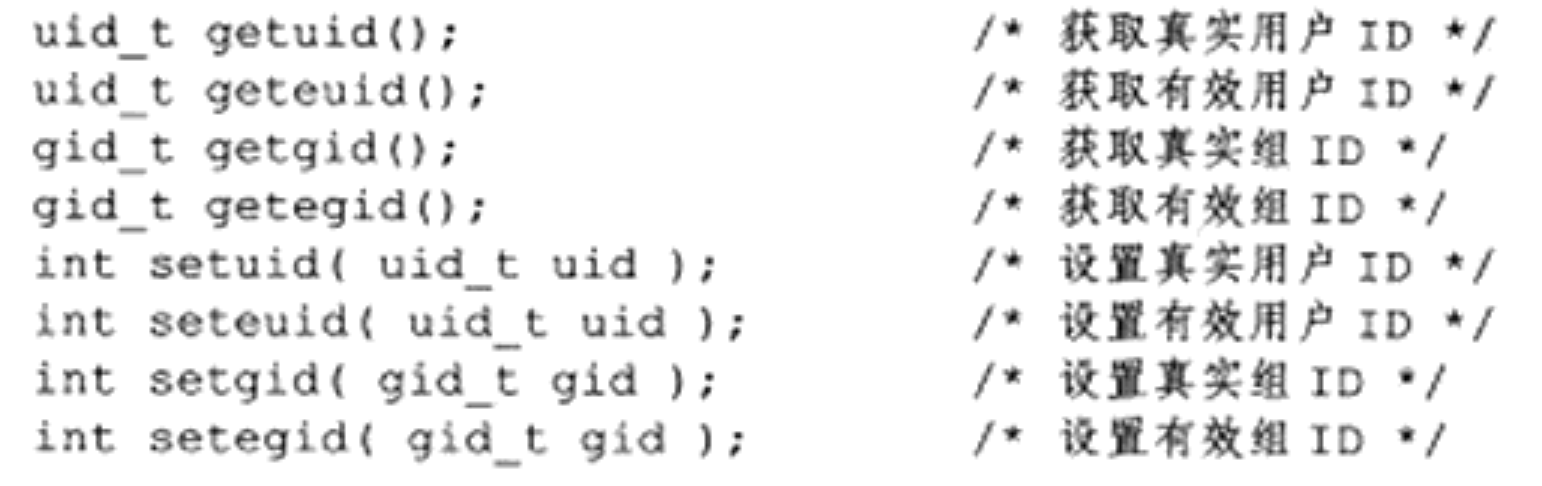 uid_t getuid(); /* 获取真实用户 ID */
uid_t geteuid(); /* 获取有效用户 ID */
gid_t getgid(); /* 获取真实组 ID */
gid_t getegid(); /* 获取有效组 ID */
int setuid( uid_t uid ); /* 设置真实用户 ID */
int seteuid( uid_t uid ); /* 设置有效用户 ID */
int setgid( gid_t gid ); /* 设置真实组 ID */
int setegid( gid_t gid ); /* 设置有效组 ID */